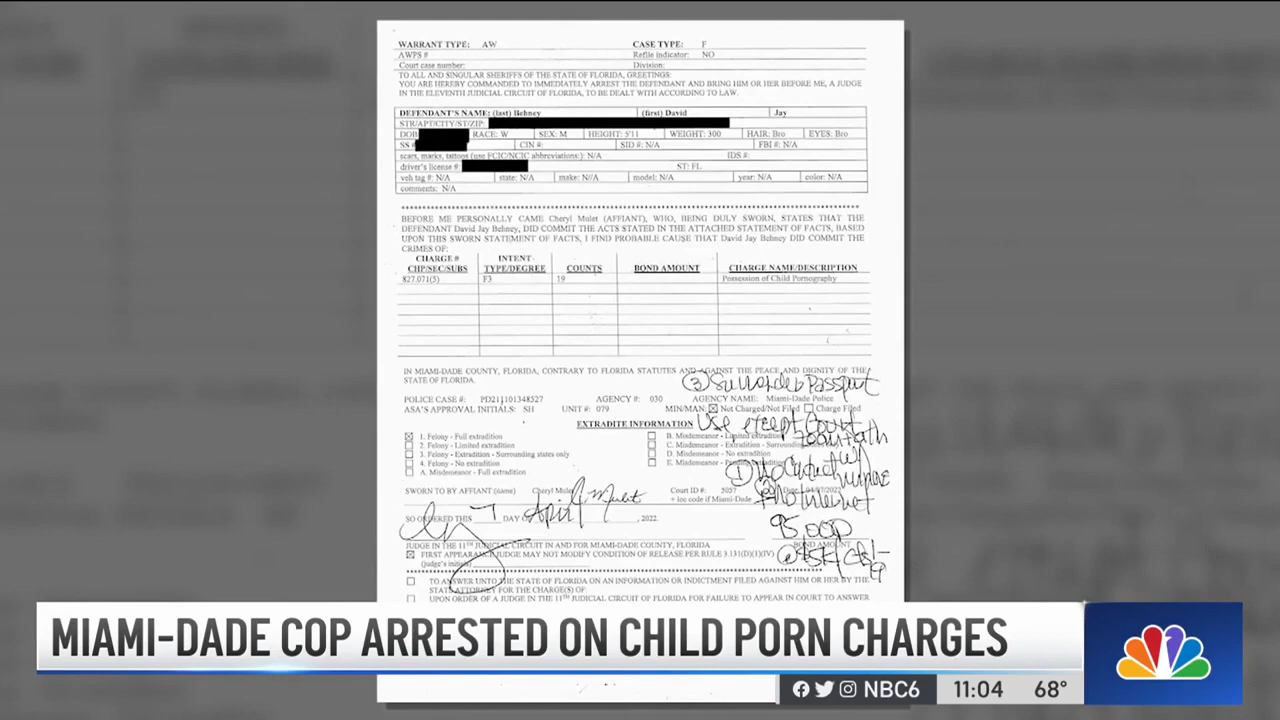 WARRANT TYPE: AW CASE TYPE: F
AWPS # Refile indicator: NO
Court case number: Division:
TO ALL AND SINGULAR SHERIFFS OF THE STATE OF FLORIDA, GREETINGS:
YOU ARE HEREBY COMMANDED TO IMMEDIATELY ARREST THE DEFENDANT AND BRING HIM OR HER BEFORE ME, A JUDGE
IN THE ELEVENTH JUDICIAL CIRCUIT OF FLORIDA, TO BE DEALT WITH ACCORDING TO LAW.
DEFENDANT'S NAME: (last) Behney (first) David Jay
STR/APT/CITY/ST/ZIP:
DOB RACE: W SEX: M HEIGHT: 5'11 WEIGHT: 300 HAIR: Bro EYES: Bro
SS # CIN #: SID #: N/A FBI #: N/A
scars, marks, tattoos (use FCIC/NCIC abbreviations:): N/A IDS #:
driver's license #: ST: FL
veh tag #: N/A state: N/A make: N//A model: N/A year: N/A color: N/A
comments: N/A
BEFORE ME PERSONALLY CAME Cheryl Mulet (AFFIANT), WHO, BEING DULY SWORN, STATES THAT THE
DEFENDANT David Jay Behney, DID COMMIT THE ACTS STATED IN THE ATTACHED STATEMENT OF FACTS, BASED
UPON THIS SWORN STATEMENT OF FACTS, I FIND PROBABLE CAUSE THAT David Jay Behney DID COMMIT THE
CRIMES OF:
CHARGE # INTENT
CHP/SEC/SUBS TYPE/DEGREE COUNTS BOND AMOUNT CHARGE NAME/DESCRIPTION
827.071(5) F3 19 Possession of Child Pornography
IN MIAMI-DADE COUNTY, FLORIDA, CONTRARY TO FLORIDA STATUTES AND AGAINST THE PEACE AND DIGNITY OF THE
STATE OF FLORIDA.
③ Surrender Passport
POLICE CASE #: PD211101348527 AGENCY #: 030 AGENCY NAME: Miami-Dade Police
ASA'S APPROVAL INITIALS: SH UNIT #: 079 MIN/MAN: Not Charged/Not Filed Charge Filed
EXTRADITE INFORMATION
Use except Court
1. Felony - Full extradition B. Misdemeanor - Limited extradition
2. Felony - Limited extradition C. Misdemeanor - Extradition - Surrounding
3. Felony - Extradition - Surrounding states only D. Misdemeanor - No extradition
4. Felony - No extradition E. Misdemeanor -
A. Misdemeanor - Full extradition
SWORN TO BY AFFIANT:(name) Cheryl Mulet Court ID #: 5057 Date
+ loc code if Miami-Dade
no internet
SO ORDERED THIS 7 DAY OF April, 2022.
95,000
JUDGE IN THE 11TH JUDICIAL CIRCUIT IN AND FOR MIAMI-DADE COUNTY, FLORIDA BOND AMOUNT
FIRST APPEARANCE JUDGE MAY NOT MODIFY CONDITION OF RELEASE PER RULE 3.131(D)(1)(IV)
(judge's initial)
TO ANSWER UNTO THE STATE OF FLORIDA ON AN INFORMATION OR INDICTMENT FILED AGAINST HIM OR HER BY THE
STATE ATTORNEY FOR THE CHARGE(S) OF:
UPON ORDER OF A JUDGE IN THE 11TH JUDICIAL CIRCUIT OF FLORIDA FOR FAILURE TO APPEAR IN COURT TO ANSWER
MIAMI-DADE COP ARRESTED ON CHILD PORN CHARGES
NBC6 11:04 68°